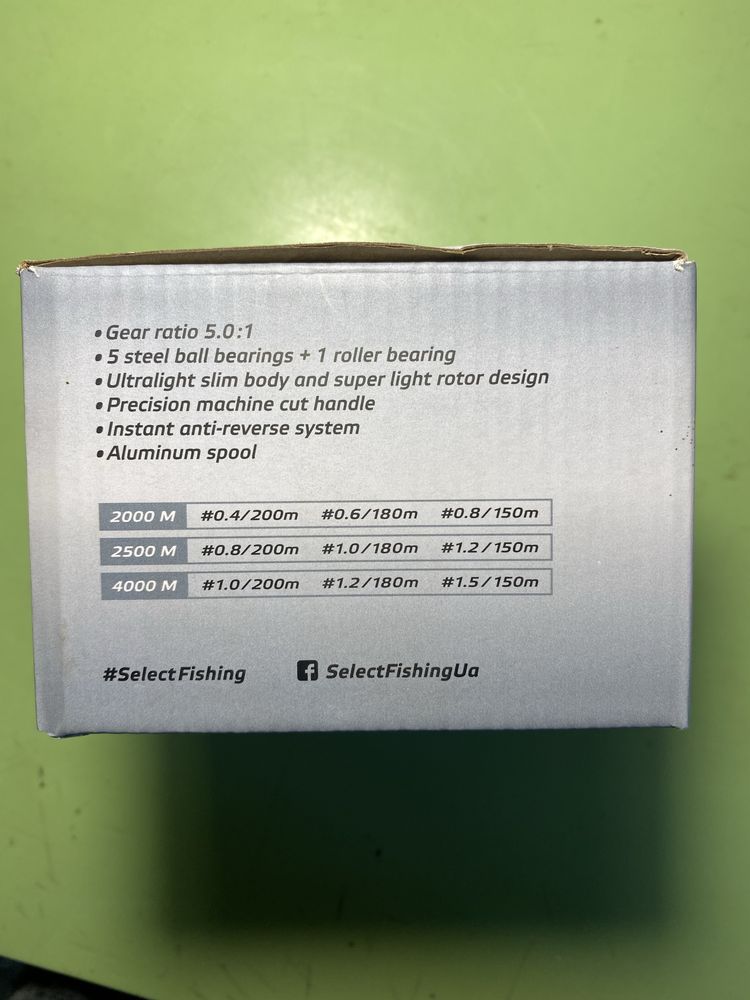 •Gear ratio 5.0:1
•5 steel ball bearings + 1 roller bearing
•Ultralight slim body and super light rotor design
•Precision machine cut handle
•Instant anti-reverse system
•Aluminum spool
2000 M #0.4/200m #0.6/180m #0.8/150m
2500 M #0.8/200m #1.0/180m #1.2/150m
4000 M #1.0/200m #1.2/180m #1.5/150m
#SelectFishing f SelectFishingUa